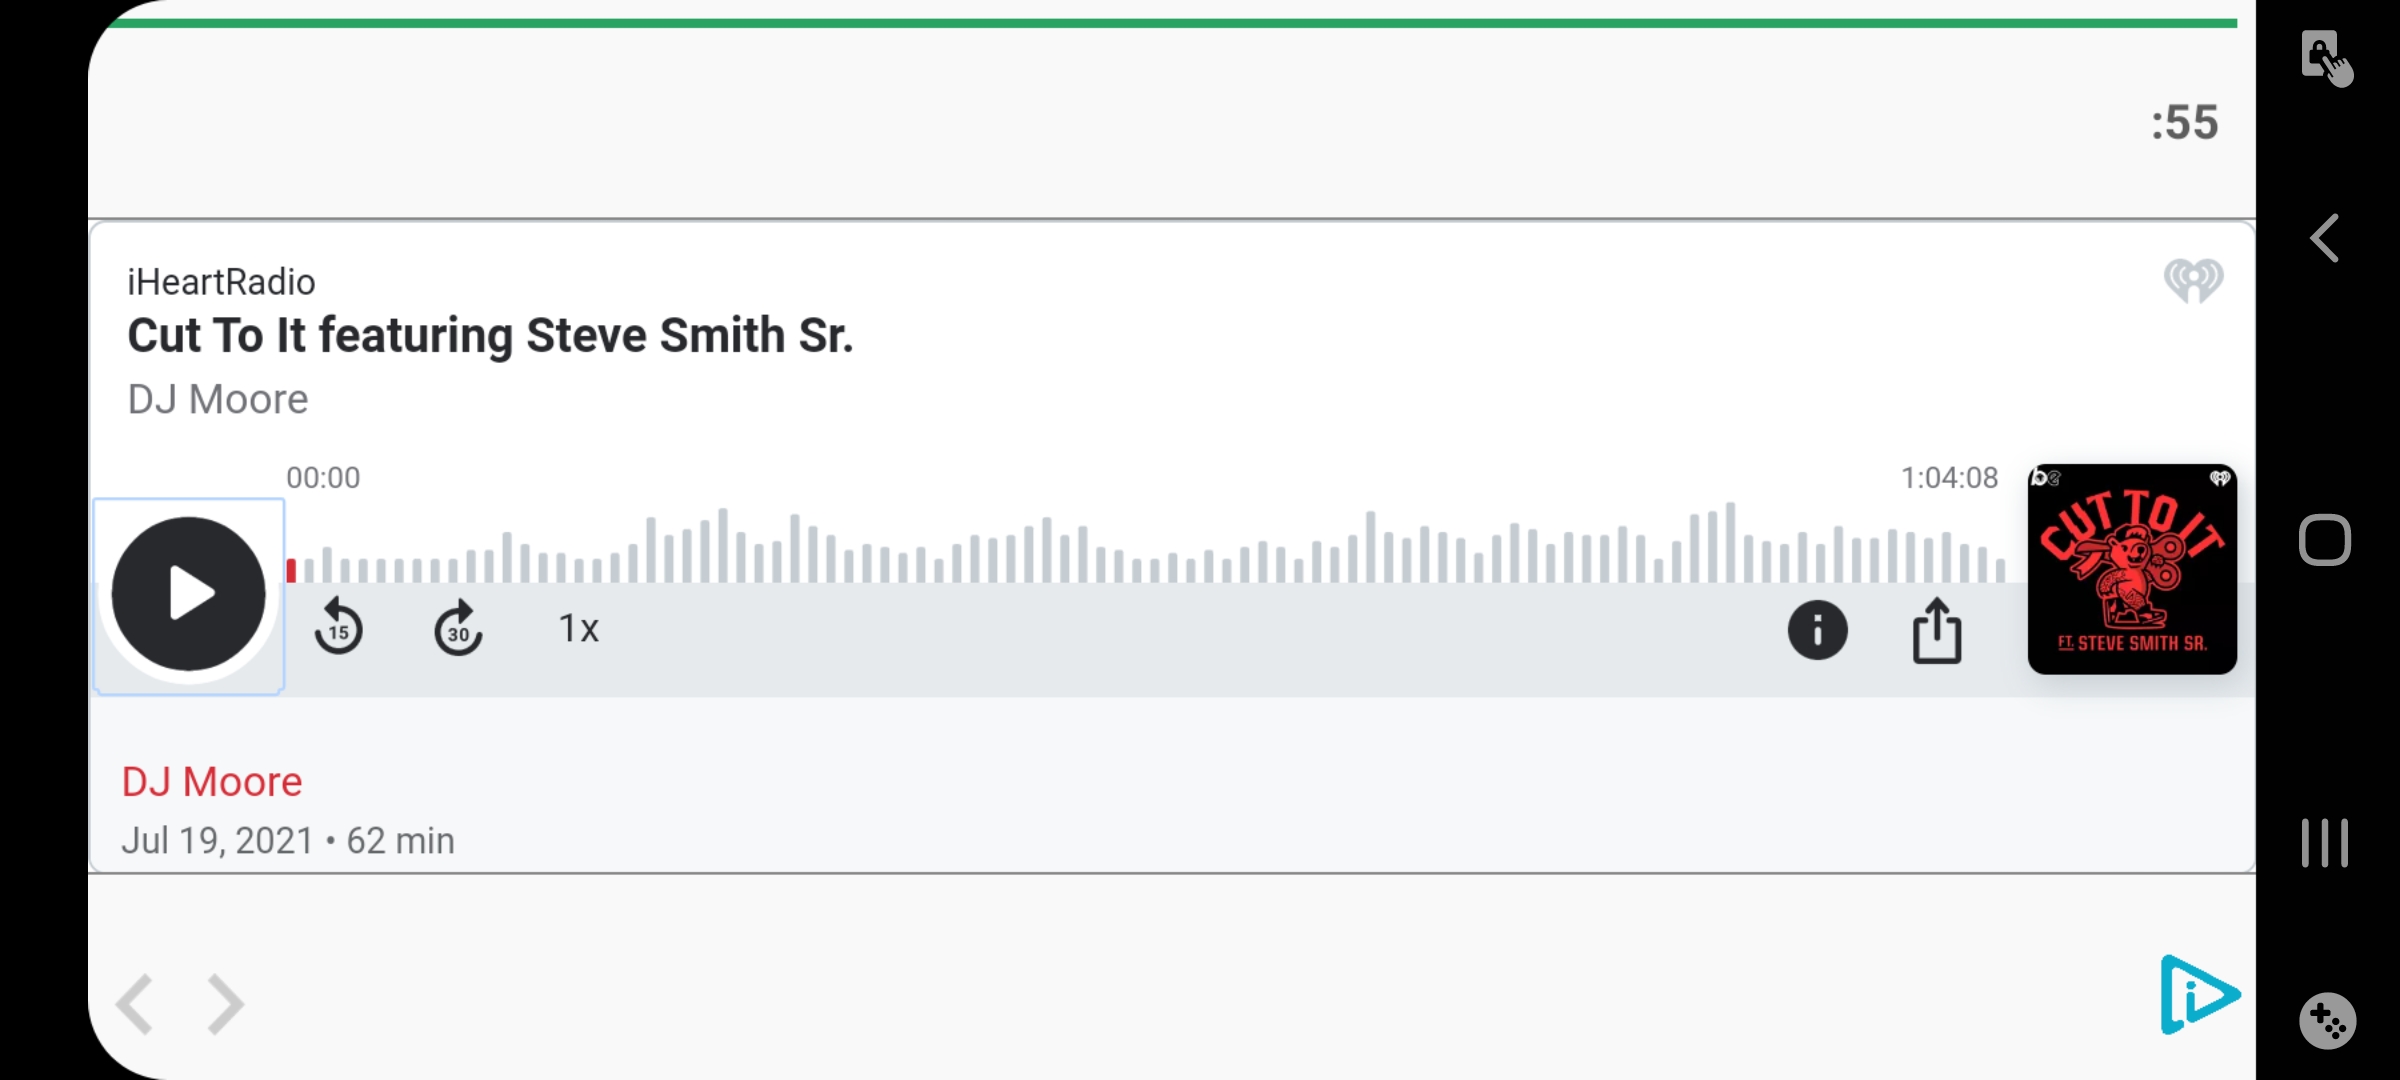 :55
iHeartRadio
Cut To It featuring Steve Smith Sr.
DJ Moore
00:00
1:04:08
15
30
1x
CUT TO IT
FT. STEVE SMITH SR.
DJ Moore
Jul 19, 2021 • 62 min